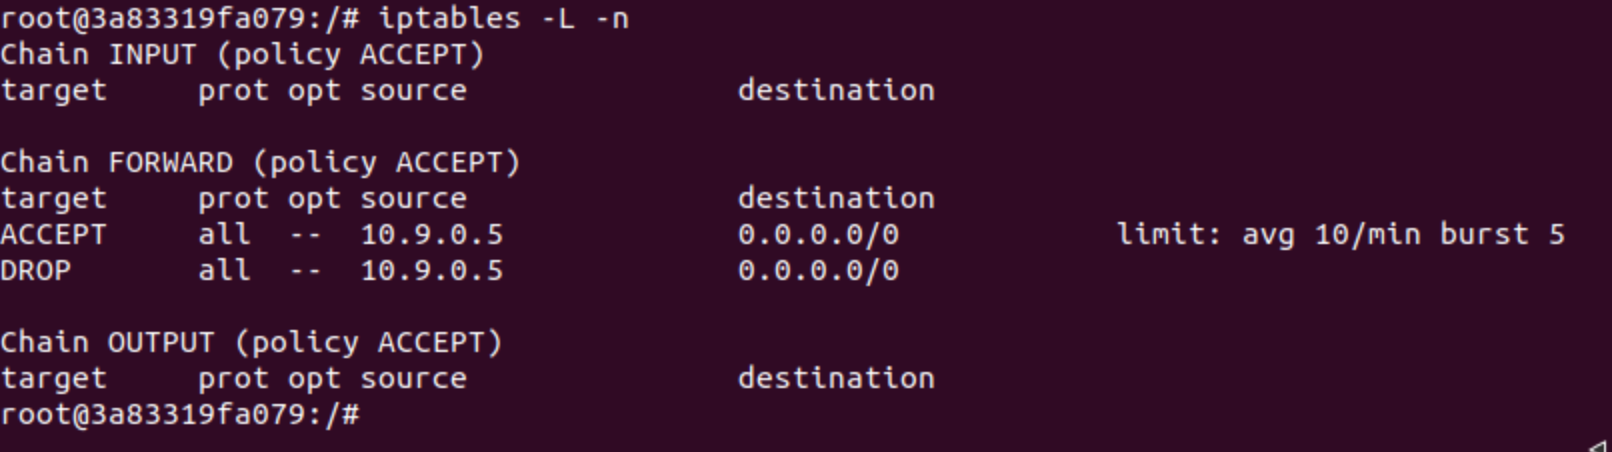 root@3a83319fa079:/# iptables -L -n
Chain INPUT (policy ACCEPT)
target     prot opt source               destination

Chain FORWARD (policy ACCEPT)
target     prot opt source               destination
ACCEPT     all  --  10.9.0.5             0.0.0.0/0            limit: avg 10/min burst 5
DROP       all  --  10.9.0.5             0.0.0.0/0

Chain OUTPUT (policy ACCEPT)
target     prot opt source               destination
root@3a83319fa079:/#